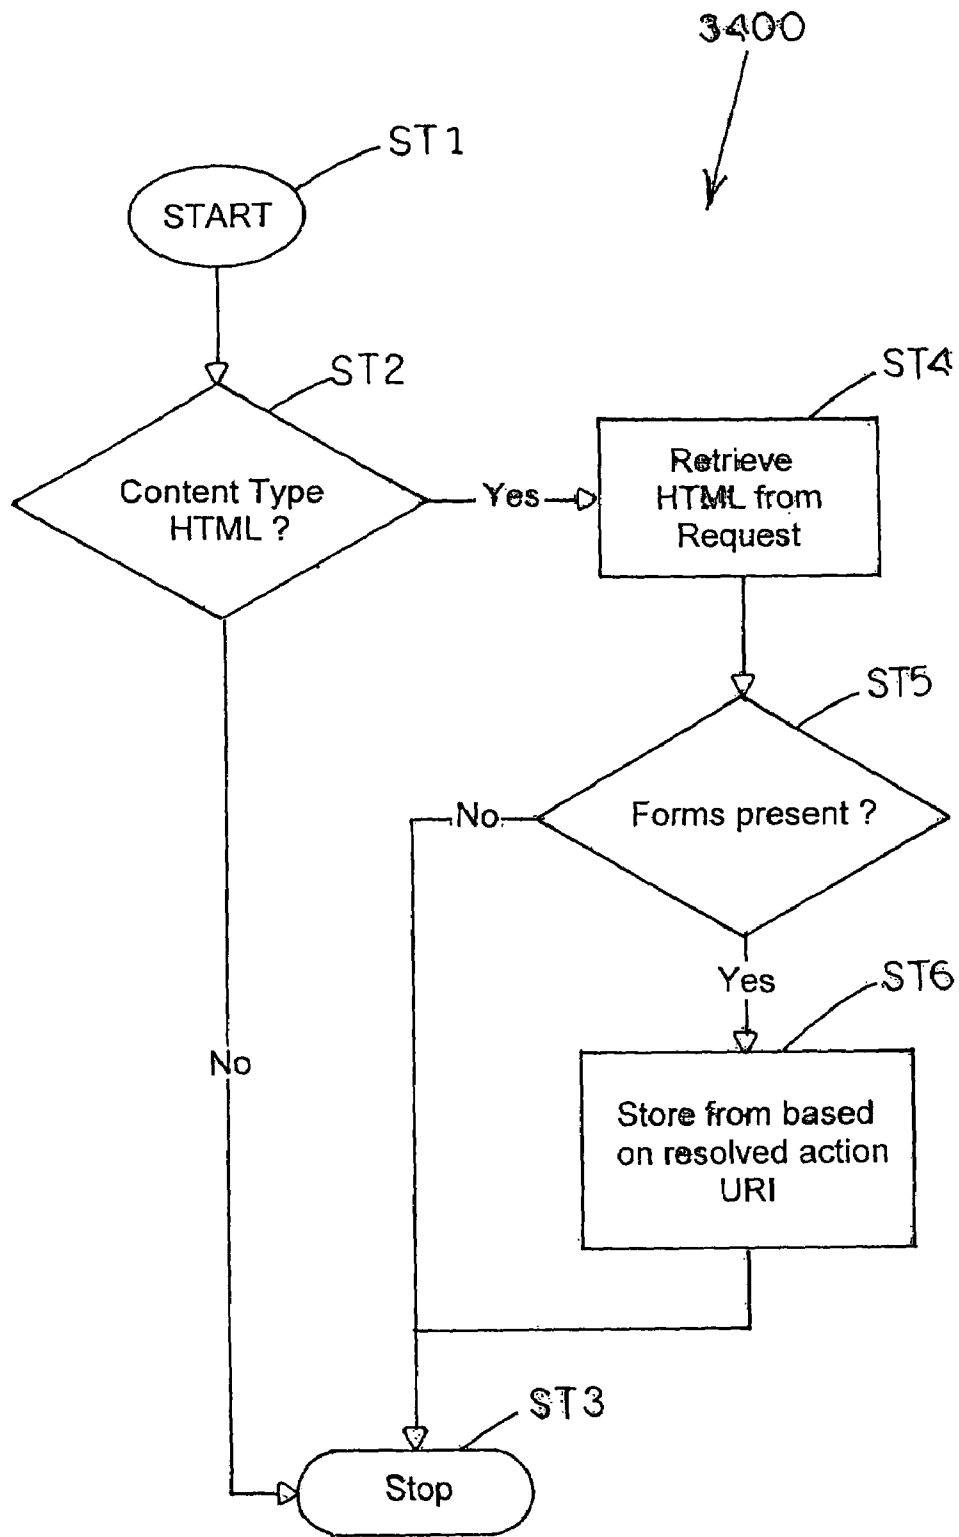 3400
ST1
START
ST2
Content Type
HTML ?
Yes
ST4
Retrieve
HTML from
Request
ST5
Forms present ?
No
Yes
ST6
Store from based
on resolved action
URI
No
ST3
Stop